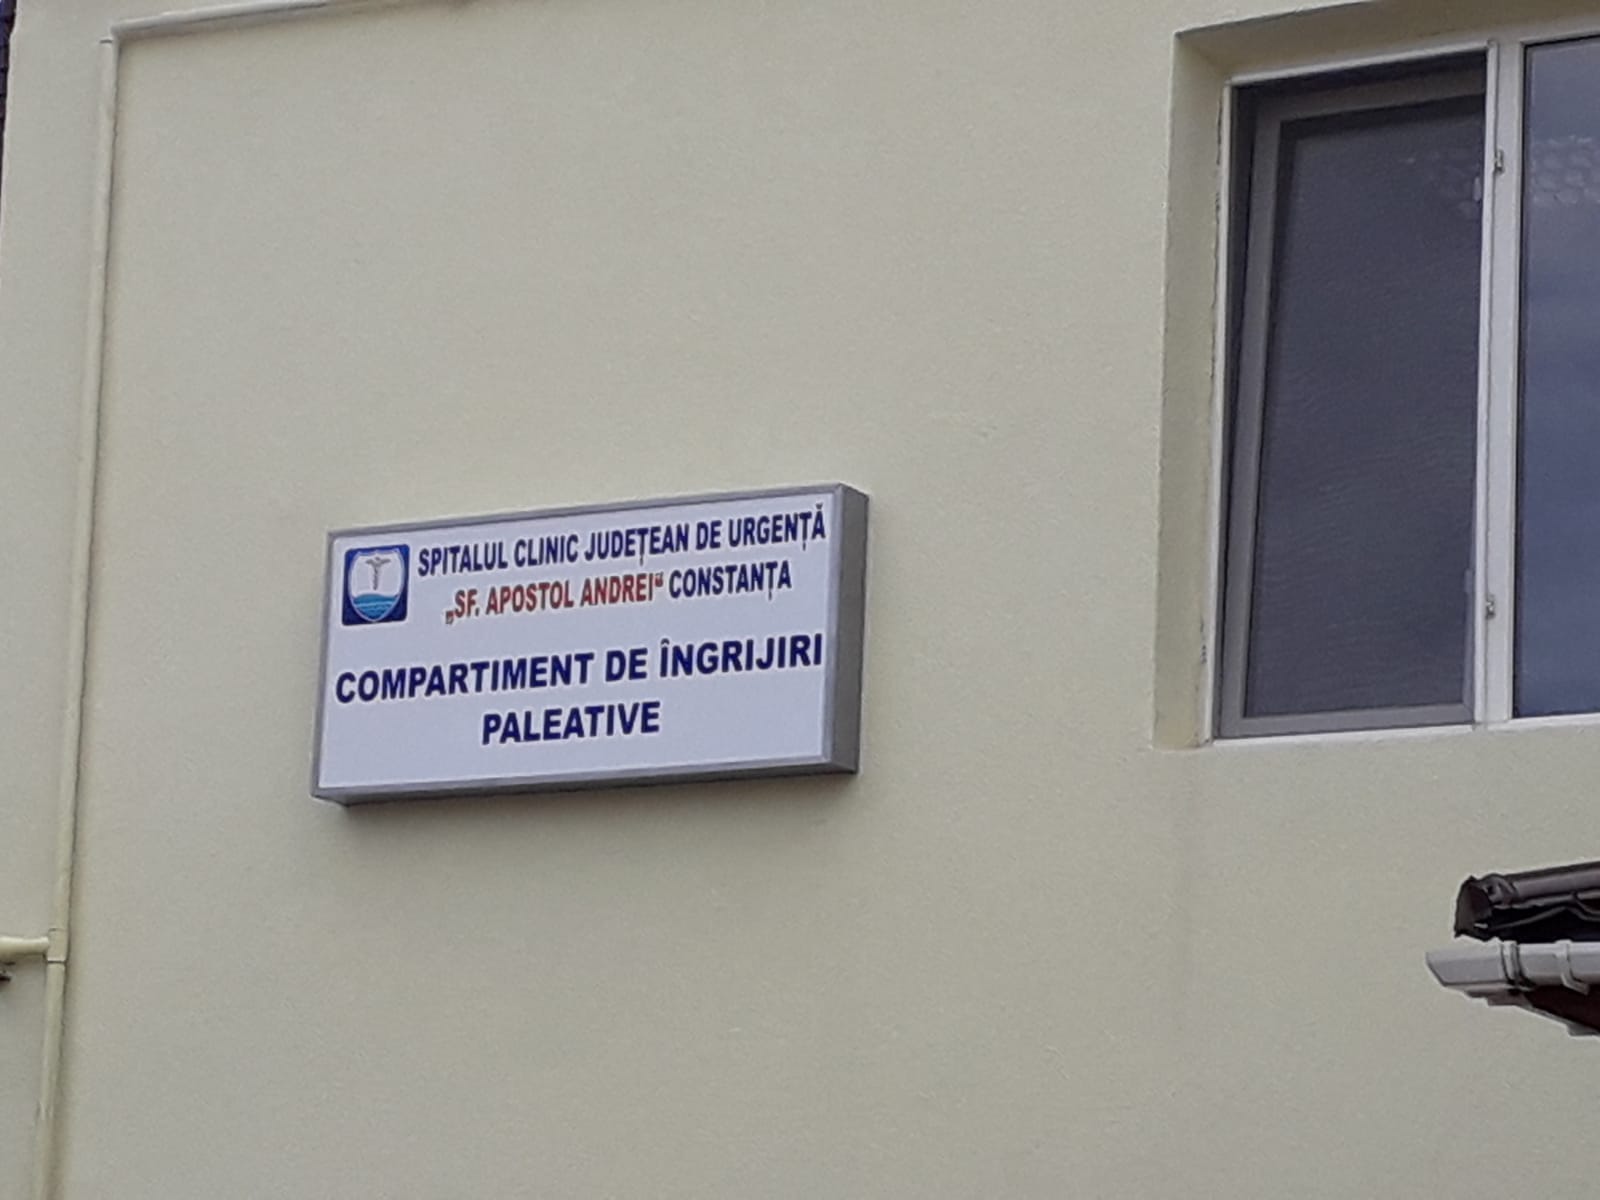 SPITALUL CLINIC JUDEȚEAN DE URGENȚĂ
„SF. APOSTOL ANDREI“ CONSTANȚA
COMPARTIMENT DE ÎNGRIJIRI
PALEATIVE